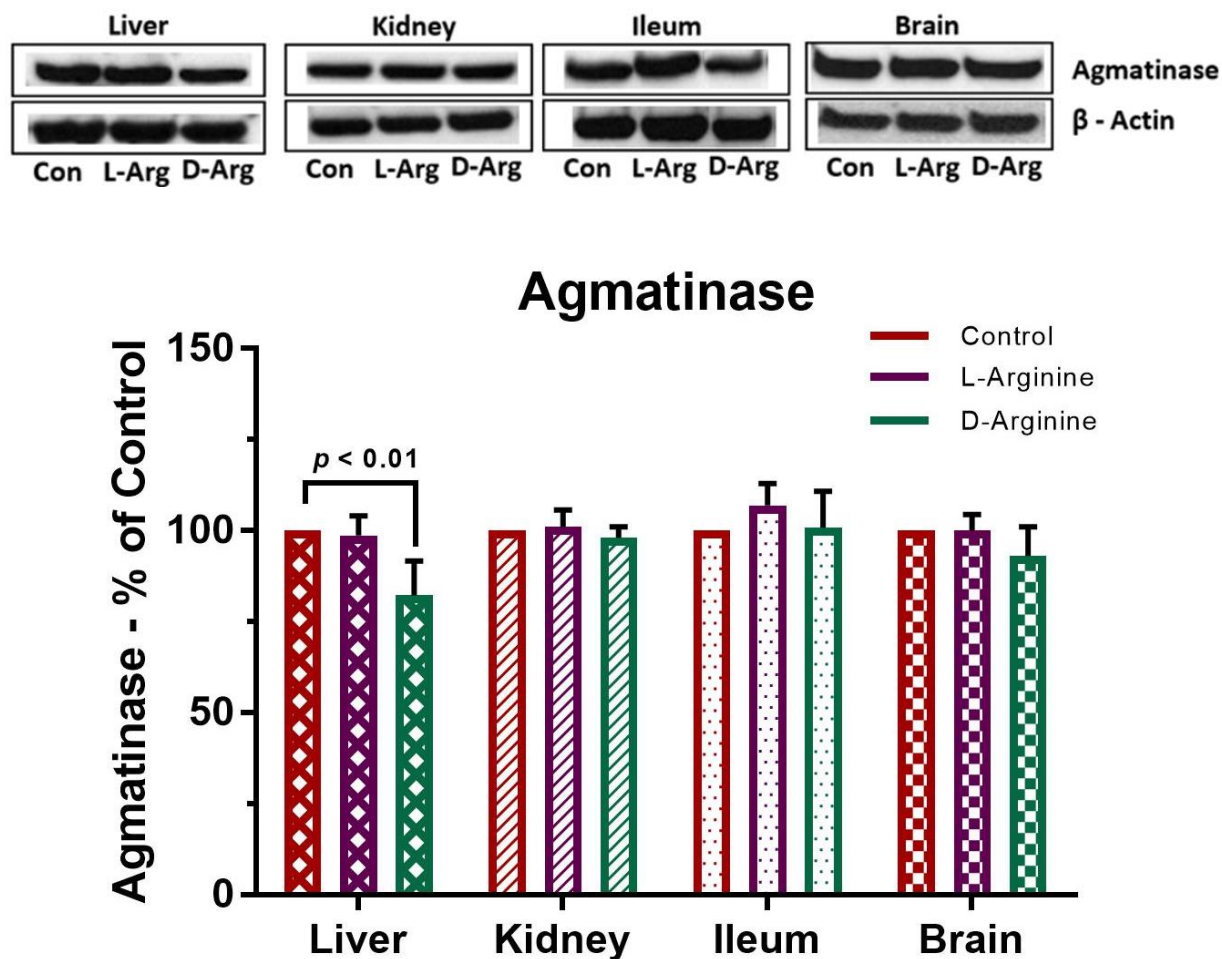 Liver Kidney Ileum Brain
Agmatinase
β - Actin
Con L-Arg D-Arg Con L-Arg D-Arg Con L-Arg D-Arg Con L-Arg D-Arg
Agmatinase
Control
L-Arginine
D-Arginine
Agmatinase - % of Control
150
100
50
0
p < 0.01
Liver Kidney Ileum Brain